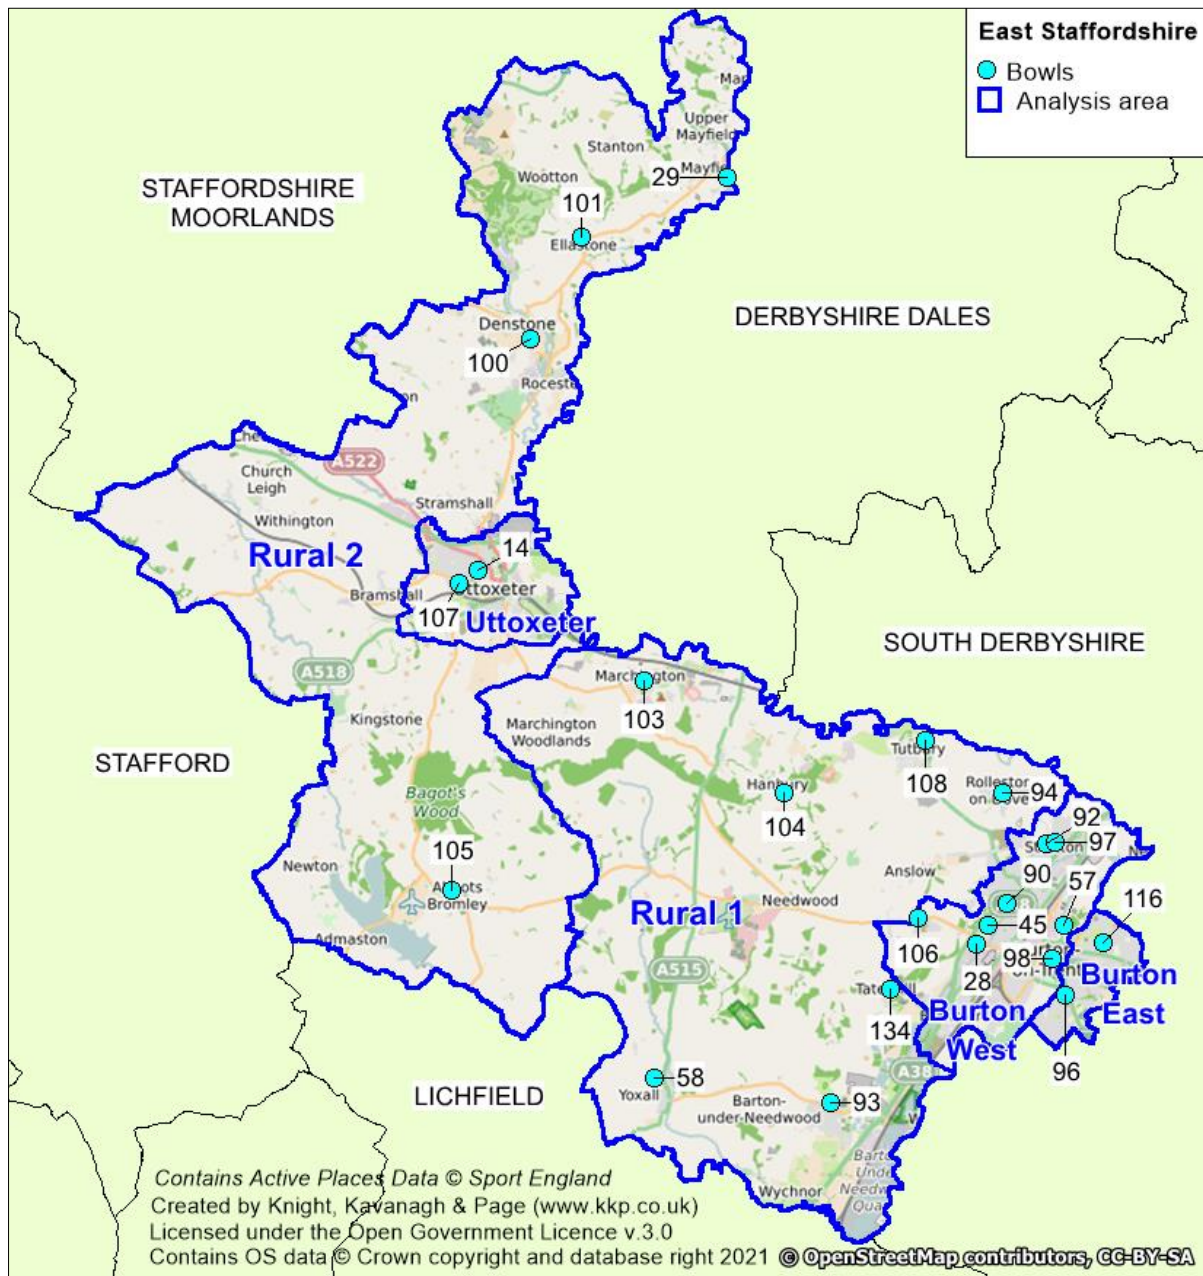 East Staffordshire
Bowls
Analysis area
Upper
Mayfield
Stanton
29
Wootton
STAFFORDSHIRE
MOORLANDS
101
Ellastone
DERBYSHIRE DALES
Denstone
100
A522
Church
Leigh
Stramshall
Withington
Rural 2
14
Bramshall
107
Uttoxeter
SOUTH DERBYSHIRE
A518
Marchington
103
Kingstone
Marchington
Woodlands
STAFFORD
Tutbury
108
Hanbury
104
94
Bagot's
Wood
92
97
105
Newton
Anslow
90
57
116
Needwood
Bromley
Rural 1
106
45
Admaston
98
28
A515
Burton
East
134
Burton
West
96
A38
58
Yoxall
LICHFIELD
93
Barton-
under-Needwood
Wychnor
Contains Active Places Data © Sport England
Created by Knight, Kavanagh & Page (www.kkp.co.uk)
Licensed under the Open Government Licence v.3.0
Contains OS data © Crown copyright and database right 2021
© OpenStreetMap contributors, CC-BY-SA